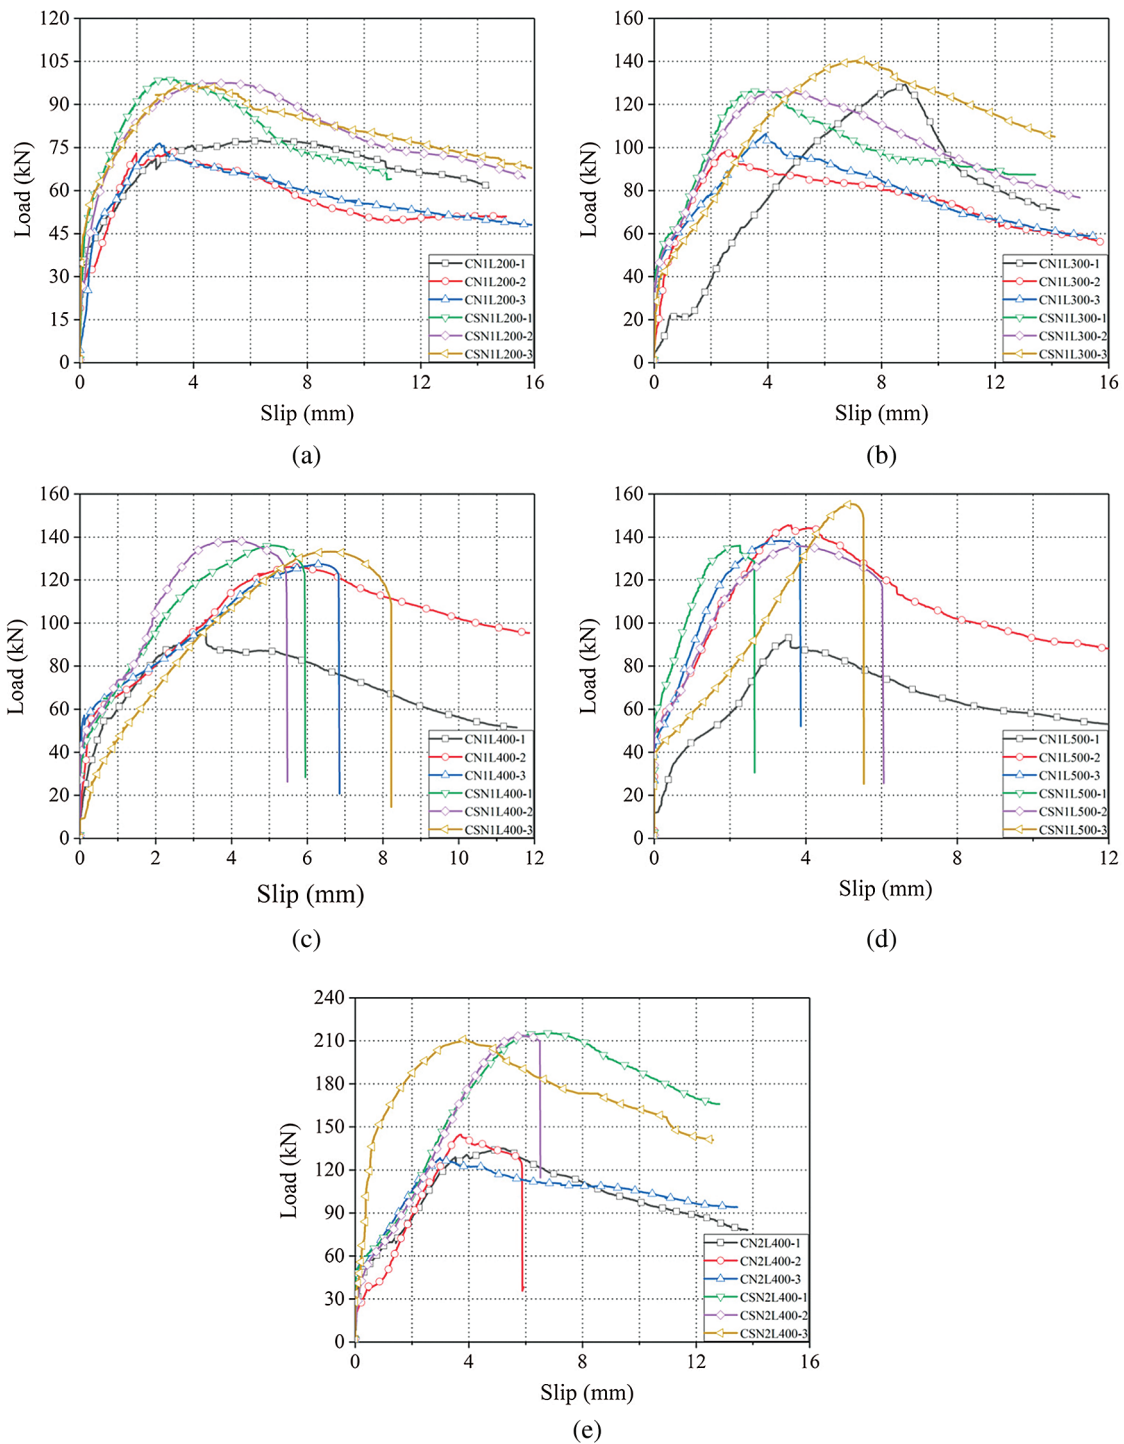 120
105
90
75
60
45
30
15
0
Load (kN)
CN1L200-1
CN1L200-2
CN1L200-3
CSN1L200-1
CSN1L200-2
CSN1L200-3
0 4 8 12 16
Slip (mm)
(a)
160
140
120
100
80
60
40
20
0
Load (kN)
CN1L300-1
CN1L300-2
CN1L300-3
CSN1L300-1
CSN1L300-2
CSN1L300-3
0 4 8 12 16
Slip (mm)
(b)
160
140
120
100
80
60
40
20
0
Load (kN)
CN1L400-1
CN1L400-2
CN1L400-3
CSN1L400-1
CSN1L400-2
CSN1L400-3
0 2 4 6 8 10 12
Slip (mm)
(c)
160
140
120
100
80
60
40
20
0
Load (kN)
CN1L500-1
CN1L500-2
CN1L500-3
CSN1L500-1
CSN1L500-2
CSN1L500-3
0 4 8 12
Slip (mm)
(d)
240
210
180
150
120
90
60
30
0
Load (kN)
CN2L400-1
CN2L400-2
CN2L400-3
CSN2L400-1
CSN2L400-2
CSN2L400-3
0 4 8 12 16
Slip (mm)
(e)